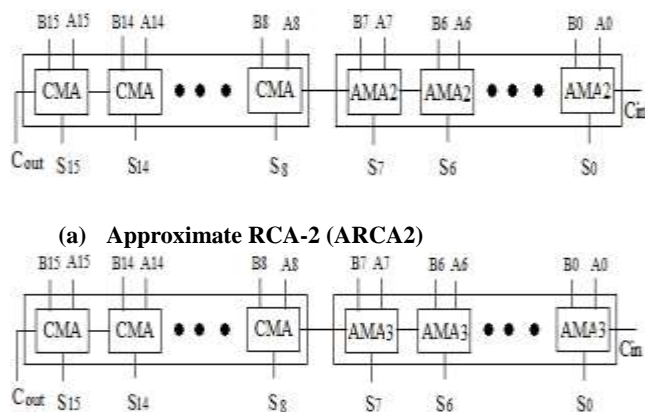 B15 A15 B14 A14 B8 A8 B7 A7 B6 A6 B0 A0
CMA CMA CMA AMA2 AMA2 AMA2
Cin
Cout S15 S14 S8 S7 S6 S0
(a) Approximate RCA-2 (ARCA2)
B15 A15 B14 A14 B8 A8 B7 A7 B6 A6 B0 A0
CMA CMA CMA AMA3 AMA3 AMA3
Cin
Cout S15 S14 S8 S7 S6 S0